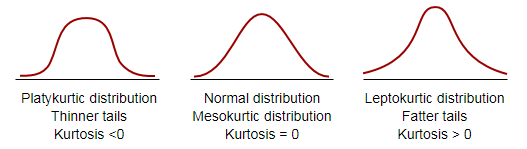 Platykurtic distribution
Thinner tails
Kurtosis <0
Normal distribution
Mesokurtic distribution
Kurtosis = 0
Leptokurtic distribution
Fatter tails
Kurtosis > 0